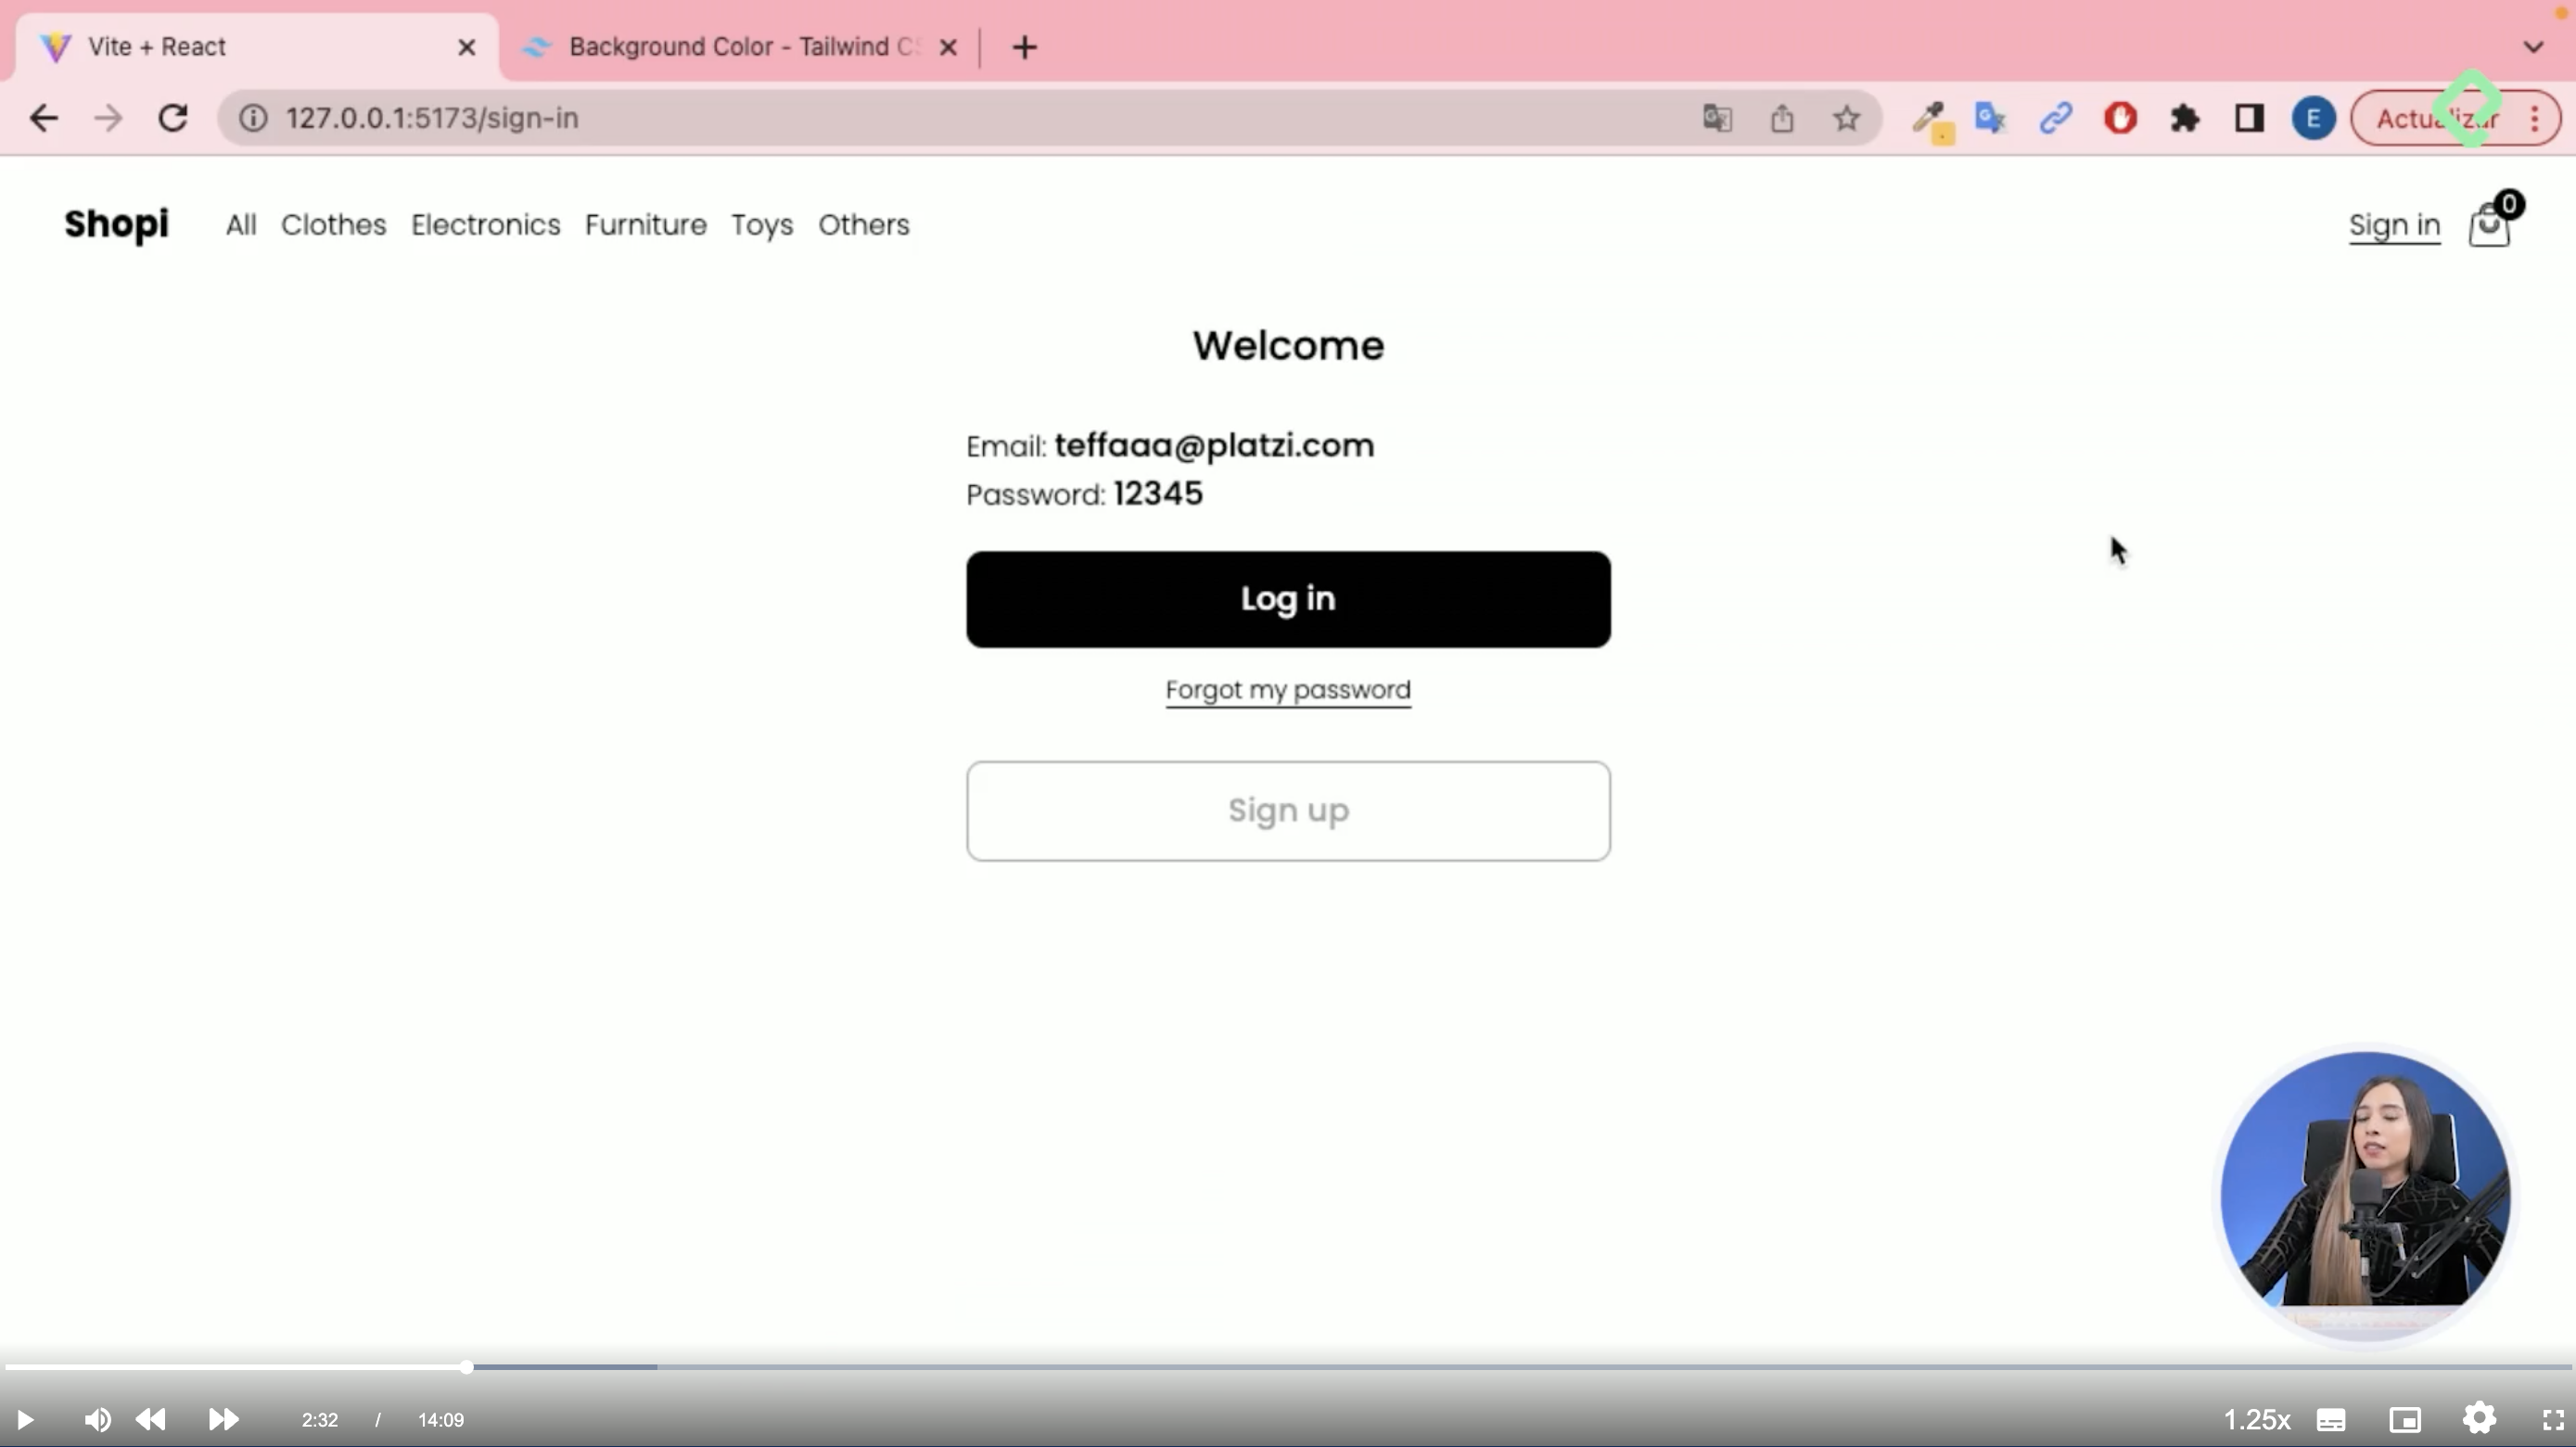 Vite + React
Background Color - Tailwind
127.0.0.1:5173/sign-in
E
Shopi All Clothes Electronics Furniture Toys Others Sign in 0
Welcome
Email: teffaaa@platzi.com
Password: 12345
Log in
Forgot my password
Sign up
2:32 / 14:09 1.25x